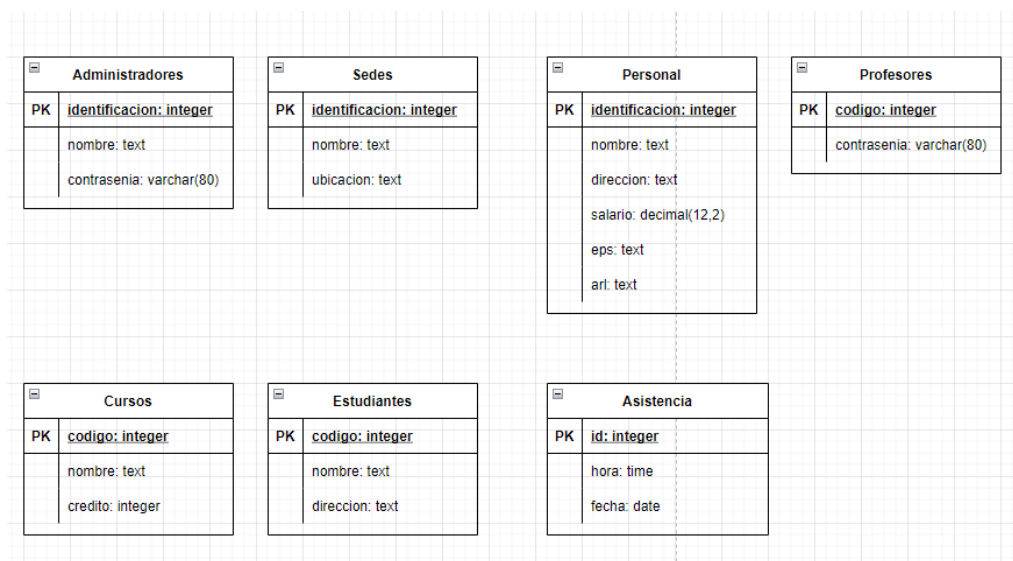 Administradores
PK identificacion: integer
nombre: text
contrasenia: varchar(80)
Sedes
PK identificacion: integer
nombre: text
ubicacion: text
Personal
PK identificacion: integer
nombre: text
direccion: text
salario: decimal(12,2)
eps: text
arl: text
Profesores
PK codigo: integer
contrasenia: varchar(80)
Cursos
PK codigo: integer
nombre: text
credito: integer
Estudiantes
PK codigo: integer
nombre: text
direccion: text
Asistencia
PK id: integer
hora: time
fecha: date